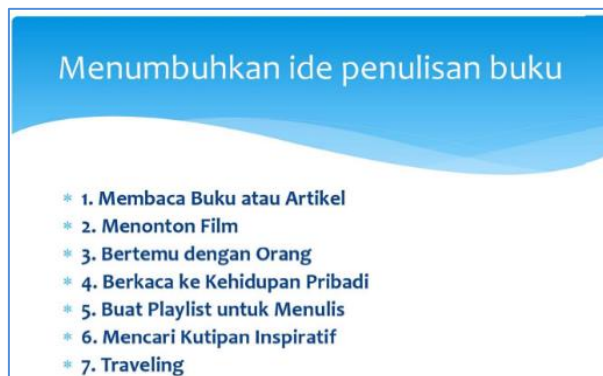 Menumbuhkan ide penulisan buku
* 1. Membaca Buku atau Artikel
* 2. Menonton Film
* 3. Bertemu dengan Orang
* 4. Berkaca ke Kehidupan Pribadi
* 5. Buat Playlist untuk Menulis
* 6. Mencari Kutipan Inspiratif
* 7. Traveling